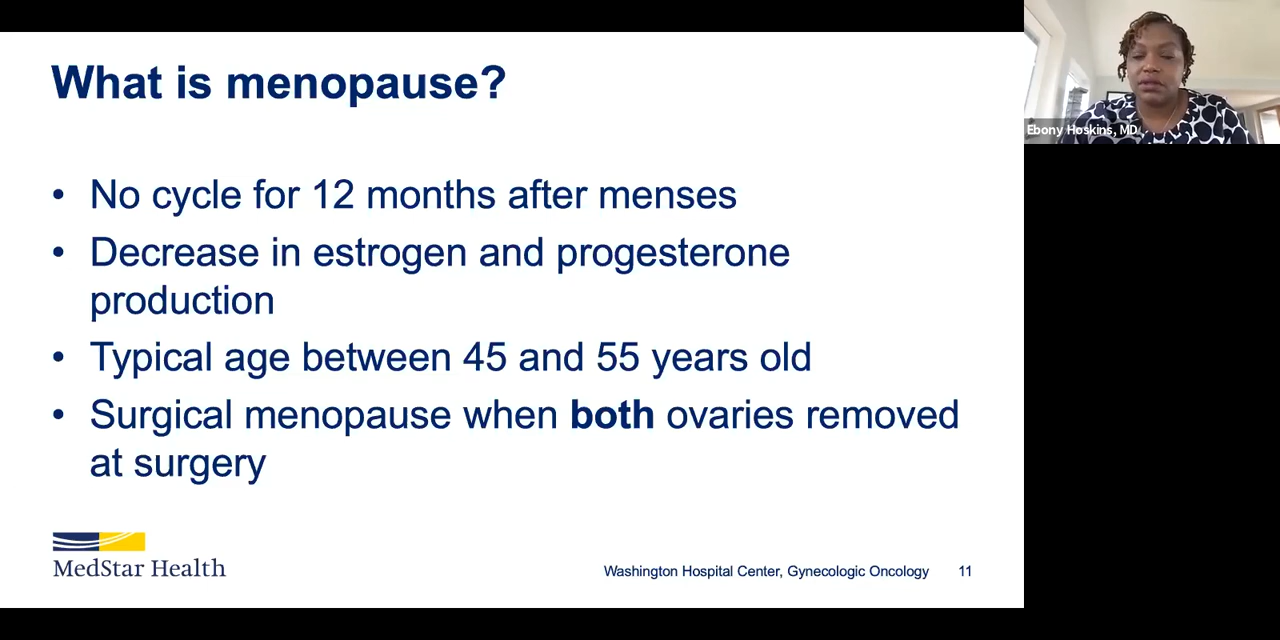 What is menopause?
• No cycle for 12 months after menses
• Decrease in estrogen and progesterone
production
• Typical age between 45 and 55 years old
• Surgical menopause when both ovaries removed
at surgery
MedStar Health
Washington Hospital Center, Gynecologic Oncology 11
Ebony Hoskins, MD